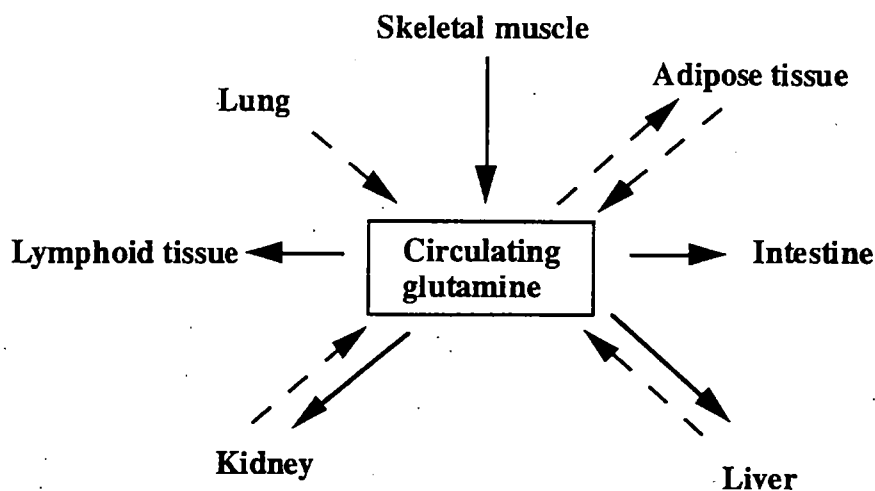 Skeletal muscle
Adipose tissue
Lung
Lymphoid tissue
Circulating
glutamine
Intestine
Kidney
Liver